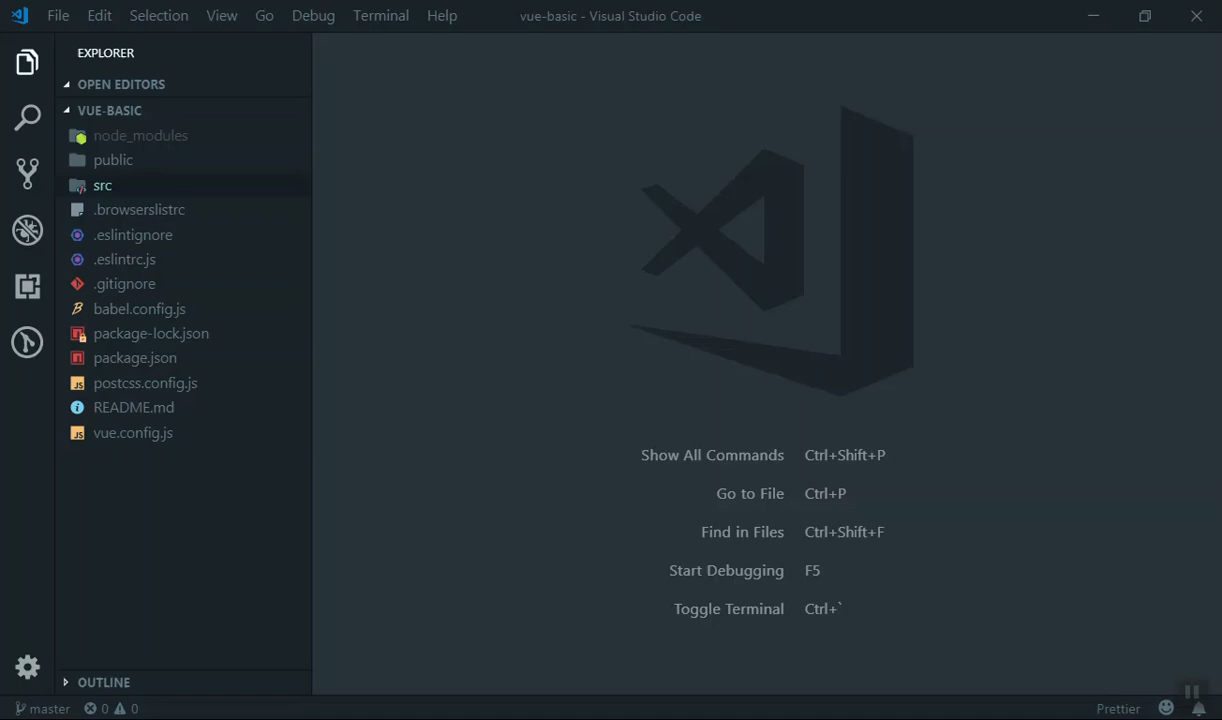 File Edit Selection View Go Debug Terminal Help vue-basic - Visual Studio Code
EXPLORER
OPEN EDITORS
VUE-BASIC
node_modules
public
src
.browserslistrc
.eslintignore
.eslintrc.js
.gitignore
babel.config.js
package-lock.json
package.json
postcss.config.js
README.md
vue.config.js
Show All Commands Ctrl+Shift+P
Go to File Ctrl+P
Find in Files Ctrl+Shift+F
Start Debugging F5
Toggle Terminal Ctrl+`
OUTLINE
master 0 0 Prettier